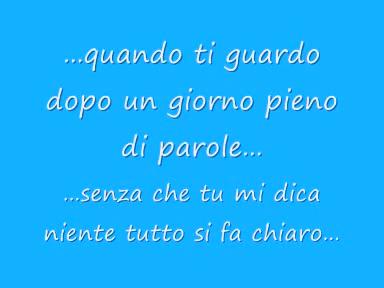 ...quando ti guardo
dopo un giorno pieno
di parole...
...senza che tu mi dica
niente tutto si fa chiaro...